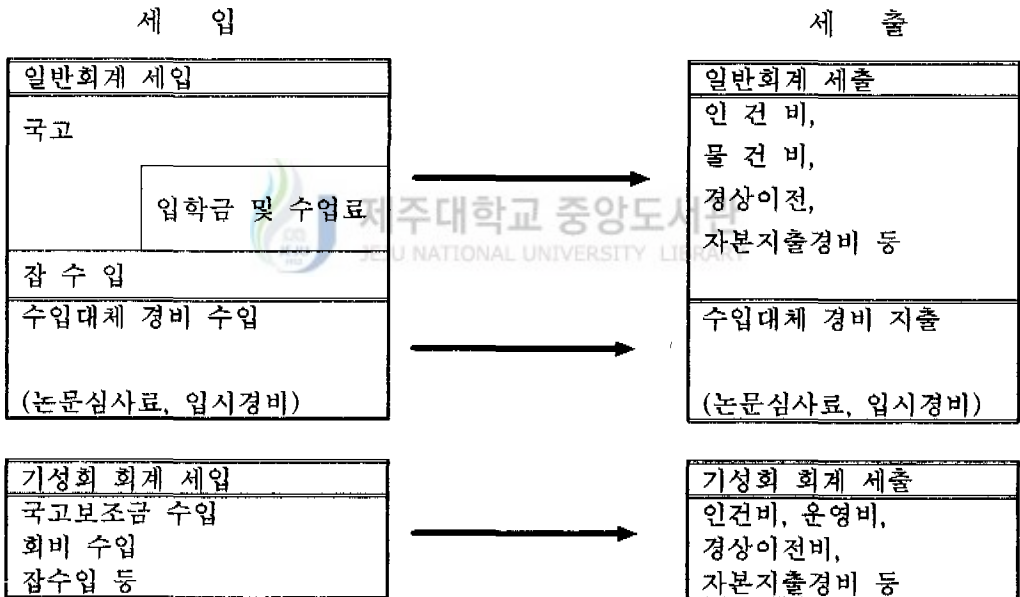 세 입
일반회계 세입
국고
입학금 및 수업료
잡 수 입
수입대체 경비 수입
(논문심사료, 입시경비)
기성회 회계 세입
국고보조금 수입
회비 수입
잡수입 등
세 출
일반회계 세출
인 건 비,
물 건 비,
경상이전,
자본지출경비 등
수입대체 경비 지출
(논문심사료, 입시경비)
기성회 회계 세출
인건비, 운영비,
경상이전비,
자본지출경비 등
제주대학교 중앙도서관
JEJU NATIONAL UNIVERSITY LIBRARY